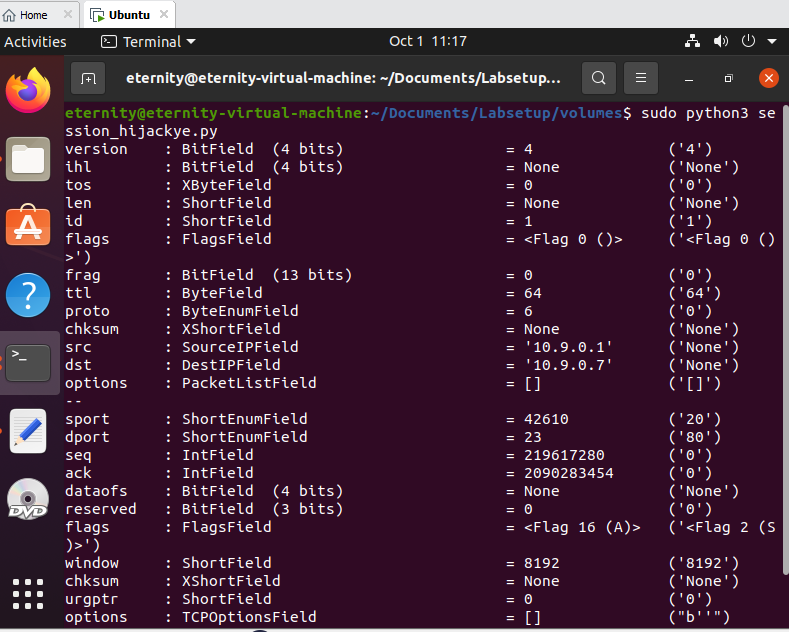 Home × Ubuntu ×
Activities Terminal Oct 1 11:17
eternity@eternity-virtual-machine: ~/Documents/Labsetup...
eternity@eternity-virtual-machine:~/Documents/Labsetup/volumes$ sudo python3 se
ssion_hijackye.py
version : BitField (4 bits) = 4 ('4')
ihl : BitField (4 bits) = None ('None')
tos : XByteField = 0 ('0')
len : ShortField = None ('None')
id : ShortField = 1 ('1')
flags : FlagsField = <Flag 0 ()> ('<Flag 0 ()
>')
frag : BitField (13 bits) = 0 ('0')
ttl : ByteField = 64 ('64')
proto : ByteEnumField = 6 ('0')
chksum : XShortField = None ('None')
src : SourceIPField = '10.9.0.1' ('None')
dst : DestIPField = '10.9.0.7' ('None')
options : PacketListField = [] ('[]')
--
sport : ShortEnumField = 42610 ('20')
dport : ShortEnumField = 23 ('80')
seq : IntField = 219617280 ('0')
ack : IntField = 2090283454 ('0')
dataofs : BitField (4 bits) = None ('None')
reserved : BitField (3 bits) = 0 ('0')
flags : FlagsField = <Flag 16 (A)> ('<Flag 2 (S
)>')
window : ShortField = 8192 ('8192')
chksum : XShortField = None ('None')
urgptr : ShortField = 0 ('0')
options : TCPOptionsField = [] ("b''")
>_
DVD